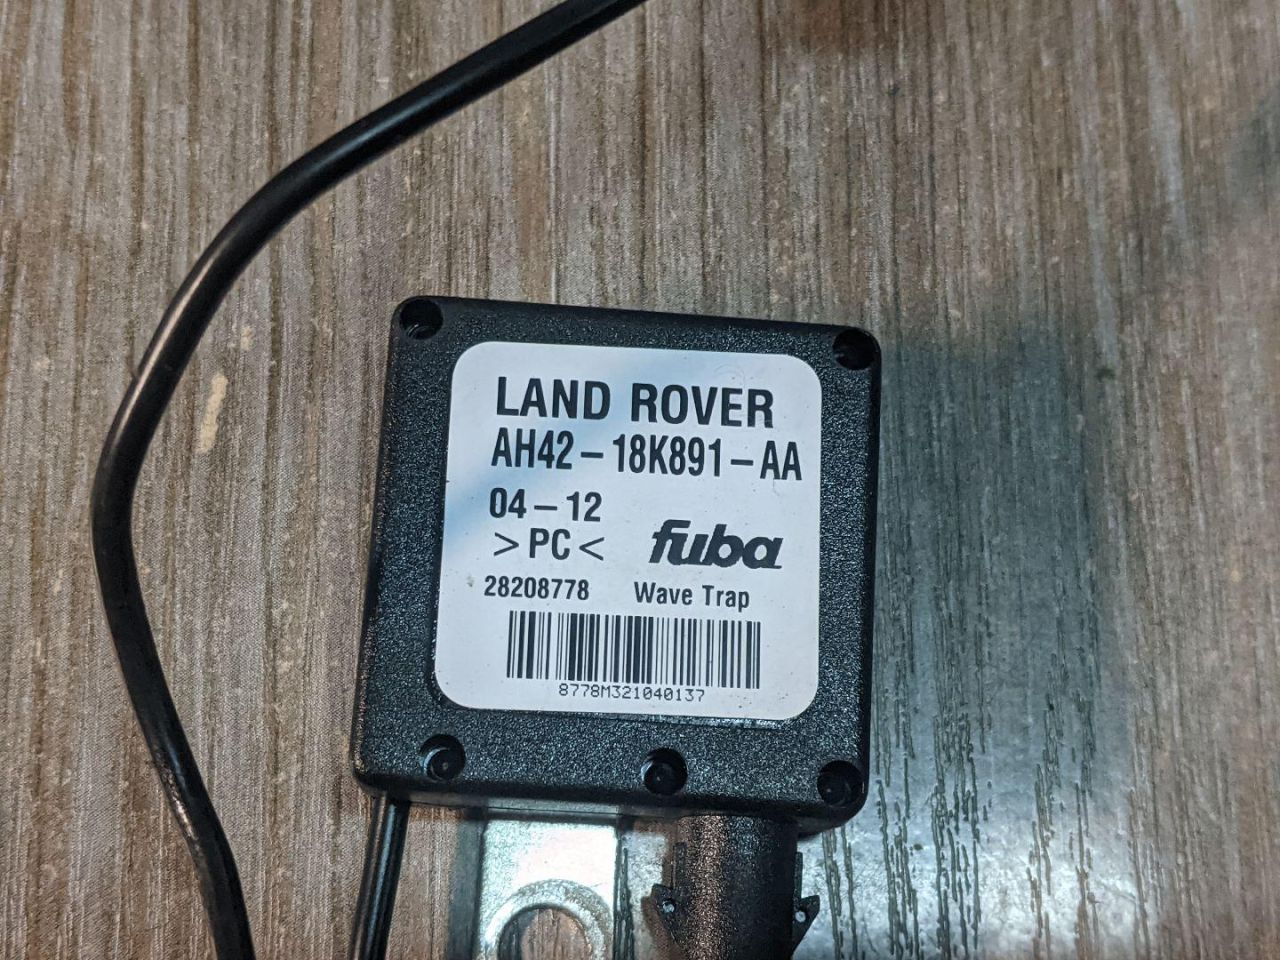 LAND ROVER
AH42-18K891-AA
04-12
>PC< fuba
28208778 Wave Trap
8778M321040137